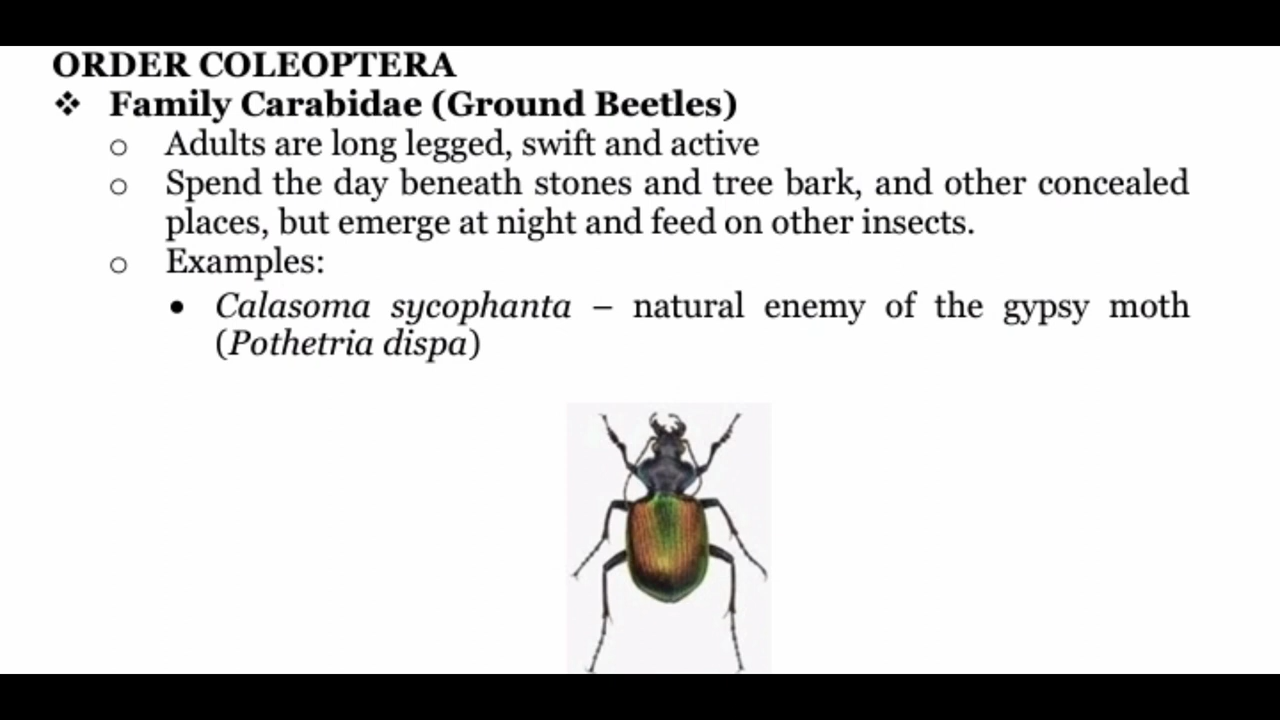 ORDER COLEOPTERA
❖ Family Carabidae (Ground Beetles)
o Adults are long legged, swift and active
o Spend the day beneath stones and tree bark, and other concealed
places, but emerge at night and feed on other insects.
o Examples:
• Calasoma sycophanta – natural enemy of the gypsy moth
(Pothetria dispa)